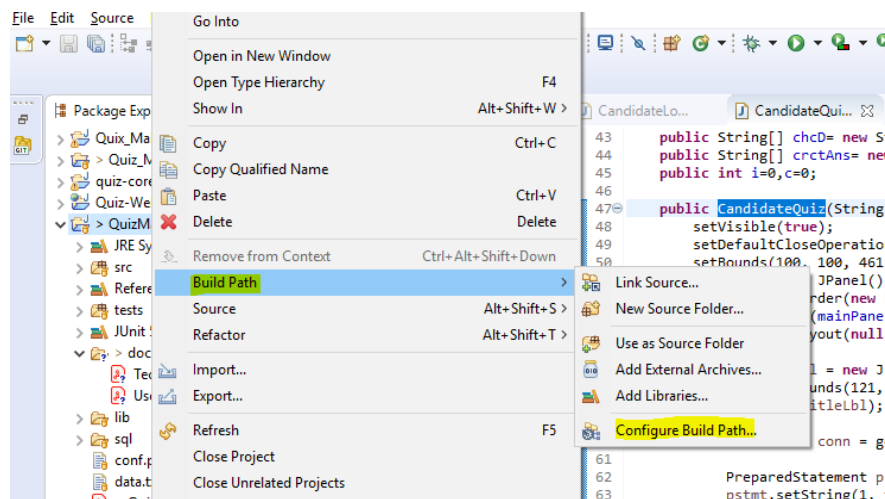 File Edit Source
Go Into
Open in New Window
Open Type Hierarchy F4
Show In Alt+Shift+W >
Copy Ctrl+C
Copy Qualified Name
Paste Ctrl+V
Delete Delete
Remove from Context Ctrl+Alt+Shift+Down
Build Path >
Source Alt+Shift+S >
Refactor Alt+Shift+T >
Import...
Export...
Refresh F5
Close Project
Close Unrelated Projects
Link Source...
New Source Folder...
Use as Source Folder
Add External Archives...
Add Libraries...
Configure Build Path...
Package Exp
GIT
> Quix_Ma
> > Quiz_M
> quiz-core
> Quiz-We
> QuizM
> JRE Sy
> src
> Refere
> tests
> JUnit
> doc
Te
Us
> lib
> sql
conf.p
data.t
CandidateLo...
CandidateQui...
43 public String[] chcD= new S
44 public String[] crctAns= new
45 public int i=0,c=0;
46
47 public CandidateQuiz(String
48 setVisible(true);
49 setDefaultCloseOperatio
50 setBounds(100, 100, 461
JPanel()
rder(new
(mainPane
yout(null
l = new J
unds(121,
itleLbl);
conn = g
61
62 PreparedStatement p
63 pstmt.setString(1,